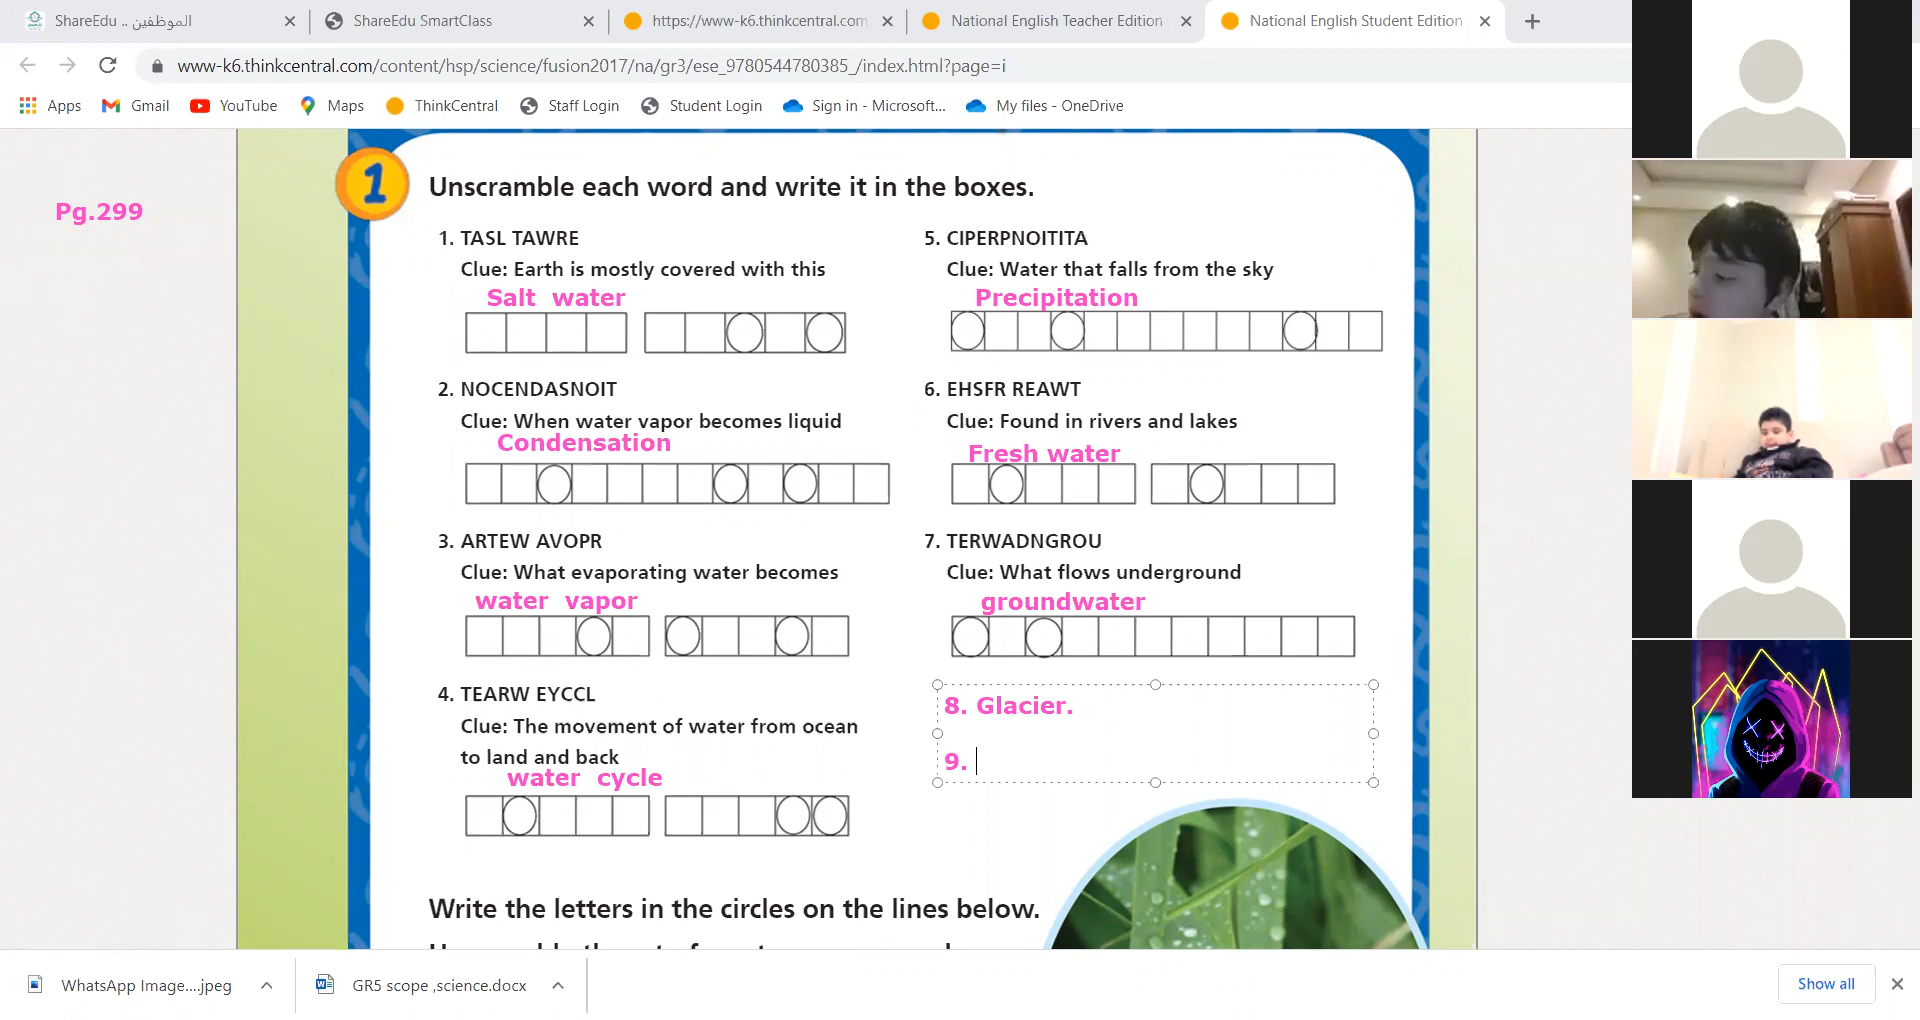 ShareEdu .. الموظفين
ShareEdu SmartClass
https://www-k6.thinkcentral.com
National English Teacher Edition
National English Student Edition
www-k6.thinkcentral.com/content/hsp/science/fusion2017/na/gr3/ese_9780544780385_/index.html?page=i
Apps
Gmail
YouTube
Maps
ThinkCentral
Staff Login
Student Login
Sign in - Microsoft...
My files - OneDrive
Pg.299
1
Unscramble each word and write it in the boxes.
1. TASL TAWRE
Clue: Earth is mostly covered with this
Salt water
2. NOCENDASNOIT
Clue: When water vapor becomes liquid
Condensation
3. ARTEW AVOPR
Clue: What evaporating water becomes
water vapor
4. TEARW EYCCL
Clue: The movement of water from ocean
to land and back
water cycle
5. CIPERPNOITITA
Clue: Water that falls from the sky
Precipitation
6. EHSFR REAWT
Clue: Found in rivers and lakes
Fresh water
7. TERWADNGROU
Clue: What flows underground
groundwater
8. Glacier.
9.
Write the letters in the circles on the lines below.
WhatsApp Image....jpeg
GR5 scope ,science.docx
Show all